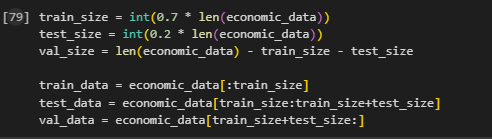 [79] train_size = int(0.7 * len(economic_data))
test_size = int(0.2 * len(economic_data))
val_size = len(economic_data) - train_size - test_size
train_data = economic_data[:train_size]
test_data = economic_data[train_size:train_size+test_size]
val_data = economic_data[train_size+test_size:]